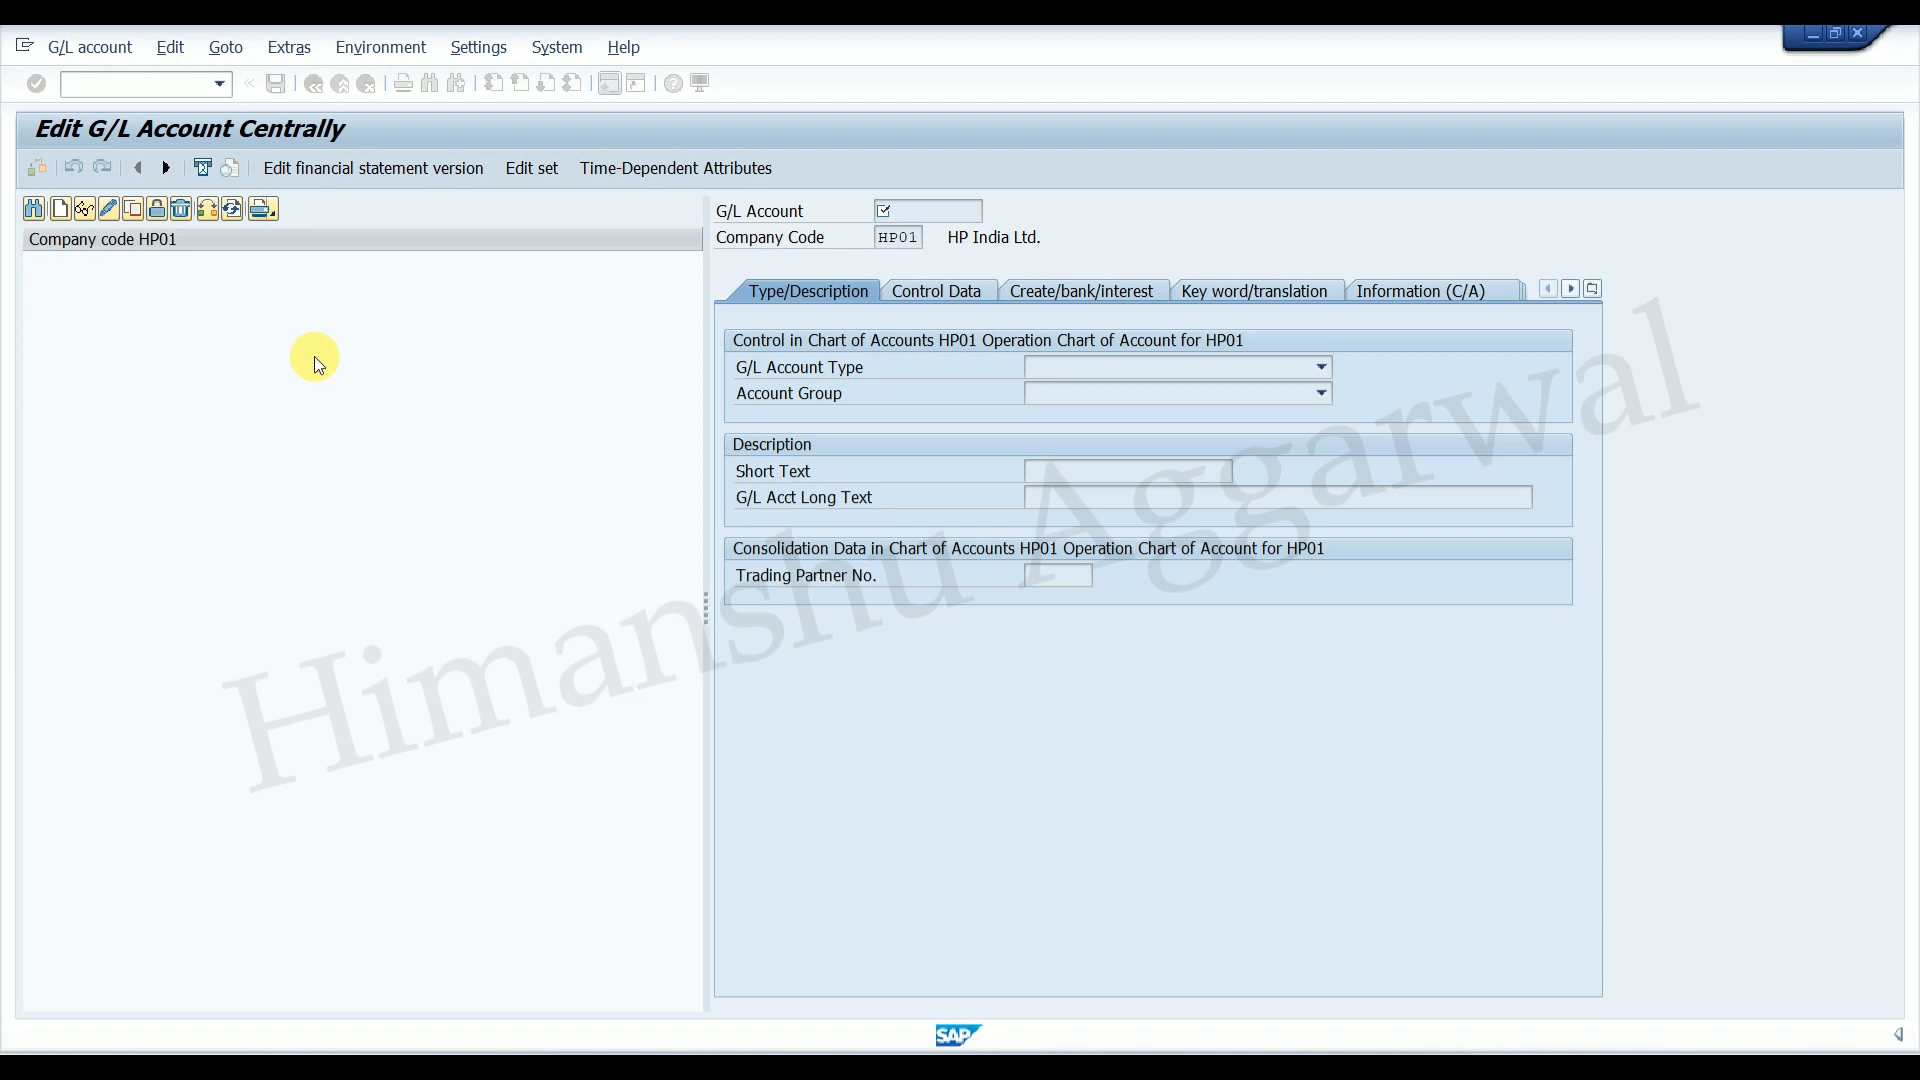 G/L account Edit Goto Extras Environment Settings System Help
Edit G/L Account Centrally
Edit financial statement version Edit set Time-Dependent Attributes
Company code HP01
G/L Account
Company Code HP01 HP India Ltd.
Type/Description Control Data Create/bank/interest Key word/translation Information (C/A)
Control in Chart of Accounts HP01 Operation Chart of Account for HP01
G/L Account Type
Account Group
Description
Short Text
G/L Acct Long Text
Consolidation Data in Chart of Accounts HP01 Operation Chart of Account for HP01
Trading Partner No.
Himanshu Aggarwal
SAP